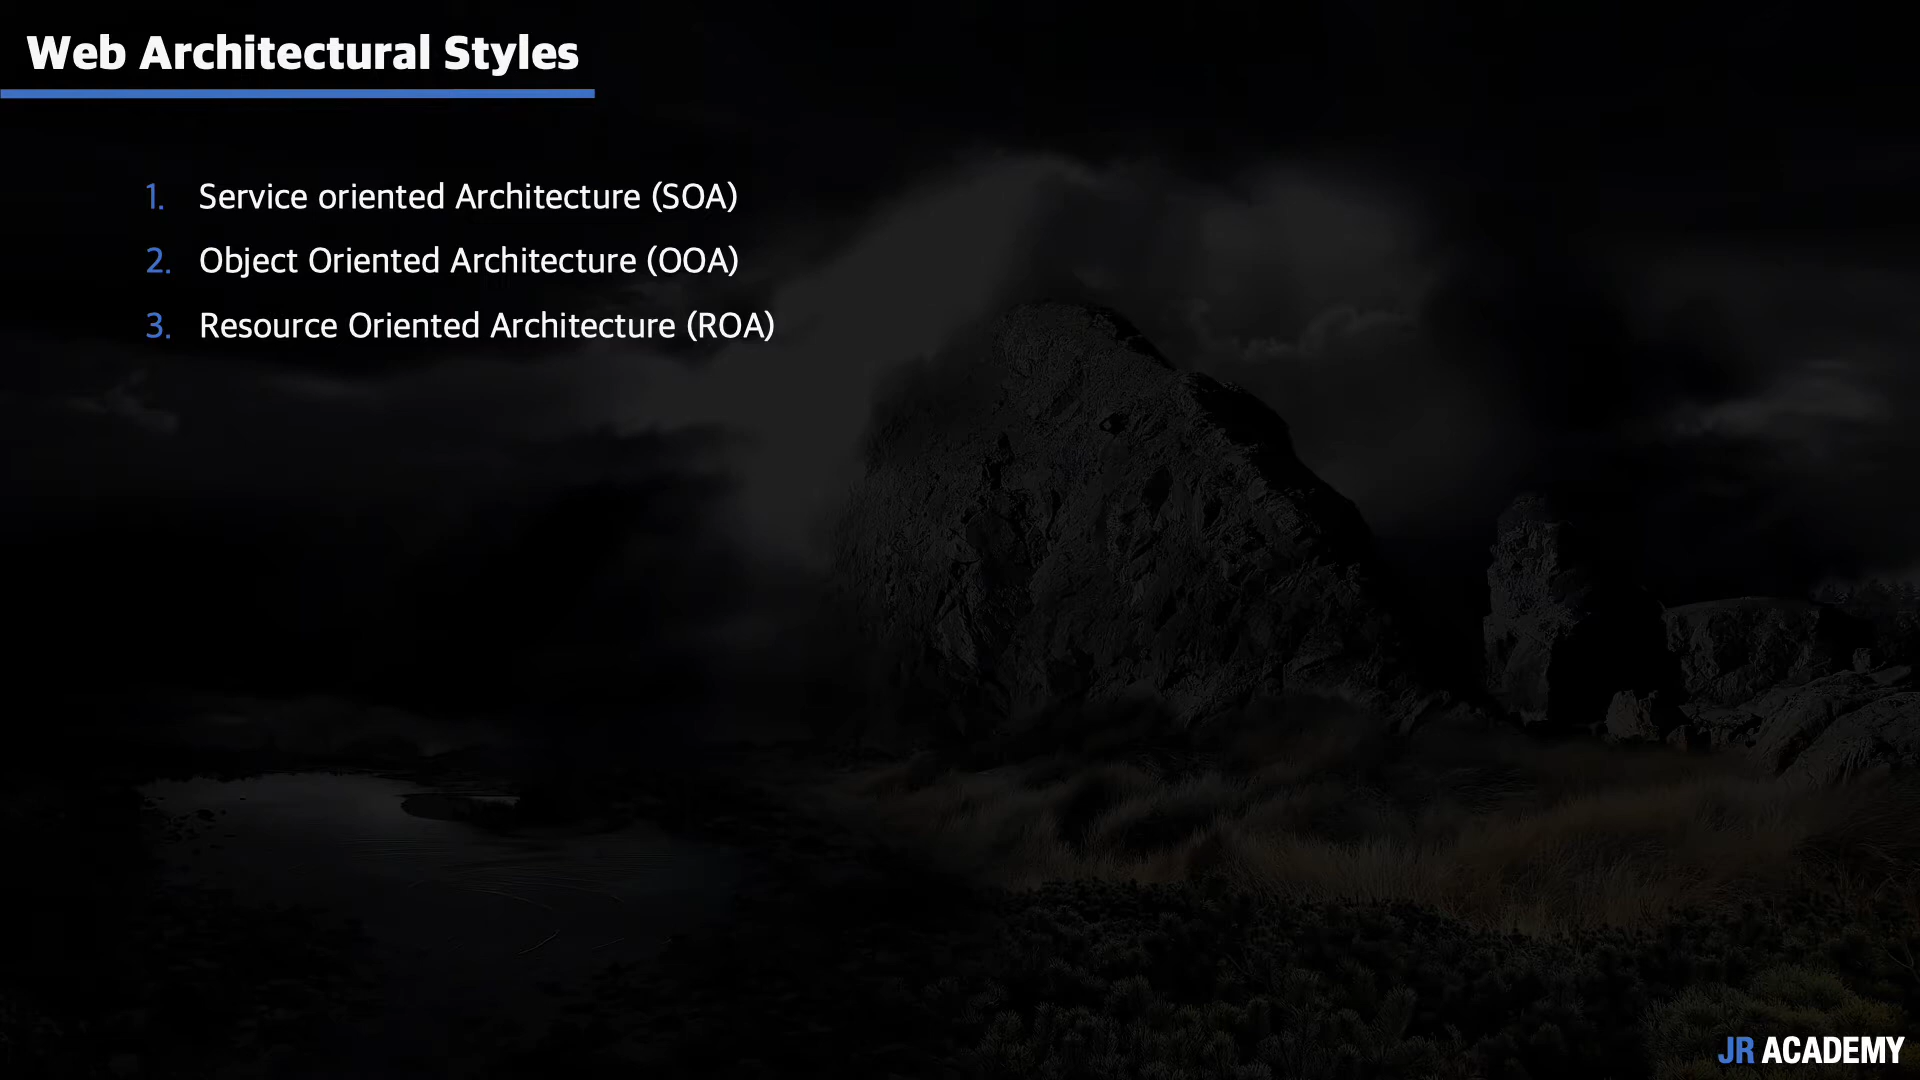 Web Architectural Styles
1. Service oriented Architecture (SOA)
2. Object Oriented Architecture (OOA)
3. Resource Oriented Architecture (ROA)
JR ACADEMY